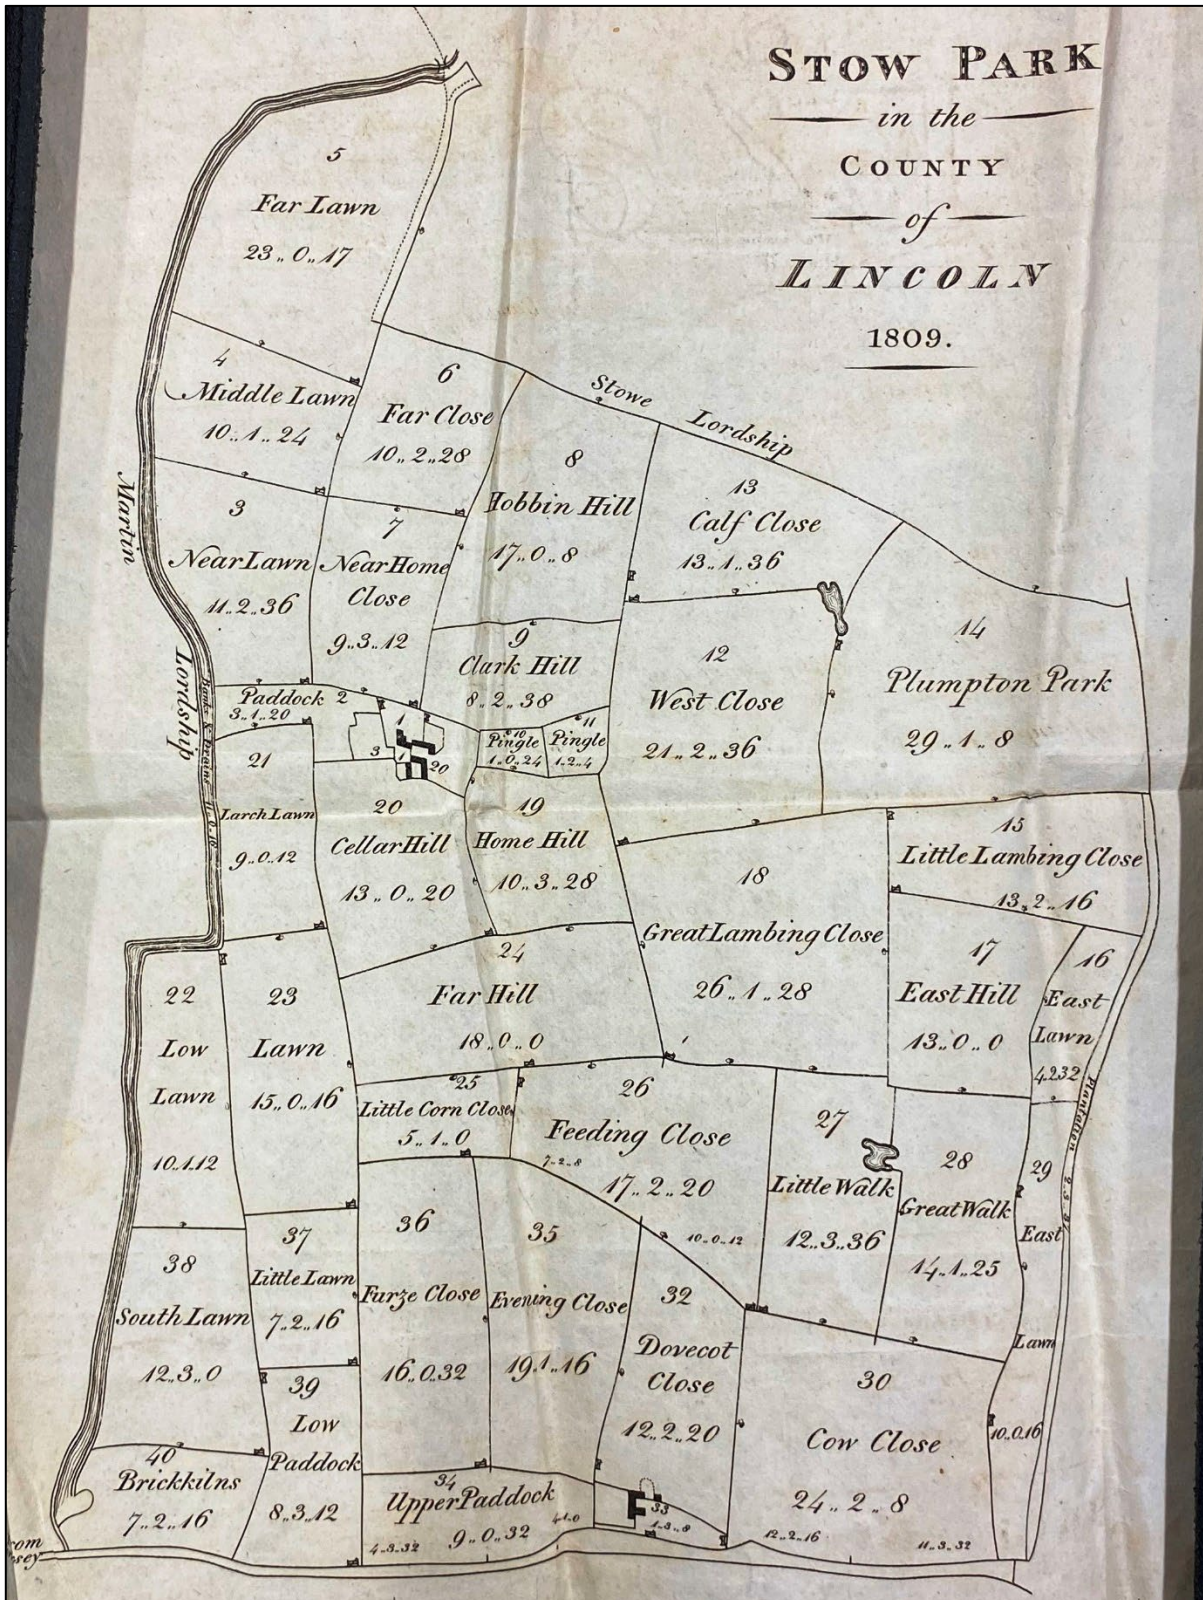 STOW PARK
in the
COUNTY
of
LINCOLN
1809.
5
Far Lawn
23,, 0,, 17
4
Middle Lawn
10,, 1,, 24
6
Far Close
10,, 2,, 28
Stowe Lordship
8
Hobbin Hill
17,, 0,, 8
13
Calf Close
13,, 1,, 36
Martin Lordship
3
Near Lawn
11,, 2,, 36
7
Near Home
Close
9,, 3,, 12
9
Clark Hill
8,, 2,, 38
12
West Close
21,, 2,, 36
14
Plumpton Park
29,, 1,, 8
Paddock 2
3,, 1,, 20
1
3
1
20
10
Pingle
1,, 0,, 24
11
Pingle
1,, 2,, 4
Banks & Drains 11,, 0,, 10
21
Larch Lawn
9,, 0,, 12
20
Cellar Hill
13,, 0,, 20
19
Home Hill
10,, 3,, 28
18
Great Lambing Close
26,, 1,, 28
15
Little Lambing Close
13,, 2,, 16
17
East Hill
13,, 0,, 0
16
East
Lawn
4,, 2,, 32
22
Low
Lawn
10,, 1,, 12
23
Lawn
15,, 0,, 16
24
Far Hill
18,, 0,, 0
25
Little Corn Close
5,, 1,, 0
26
Feeding Close
7,, 2,, 8
17,, 2,, 20
10,, 0,, 12
27
Little Walk
12,, 3,, 36
28
Great Walk
14,, 1,, 25
29
East
Lawn
10,, 0,, 16
Plantation
38
South Lawn
12,, 3,, 0
37
Little Lawn
7,, 2,, 16
36
Furze Close
16,, 0,, 32
35
Evening Close
19,, 1,, 16
32
Dovecot
Close
12,, 2,, 20
30
Cow Close
24,, 2,, 8
12,, 2,, 16
11,, 3,, 32
39
Low
Paddock
8,, 3,, 12
40
Brickkilns
7,, 2,, 16
34
Upper Paddock
9,, 0,, 32
4,, 3,, 32
4,, 1,, 0
33
1,, 3,, 8